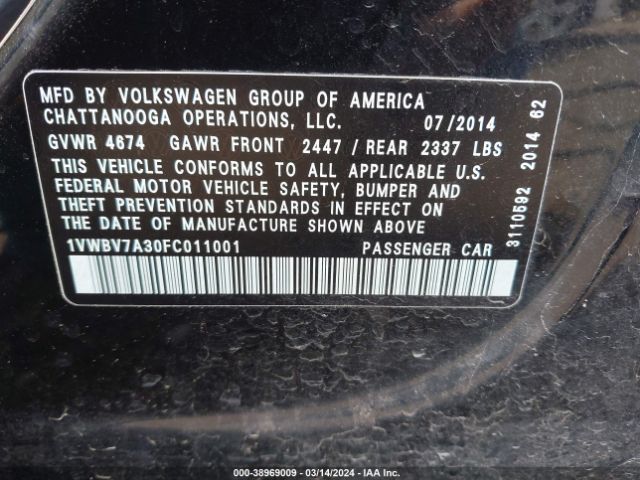 MFD BY VOLKSWAGEN GROUP OF AMERICA
CHATTANOOGA OPERATIONS, LLC. 07/2014
GVWR 4674 GAWR FRONT 2447 / REAR 2337 LBS
THIS VEHICLE CONFORMS TO ALL APPLICABLE U.S.
FEDERAL MOTOR VEHICLE SAFETY, BUMPER AND
THEFT PREVENTION STANDARDS IN EFFECT ON
THE DATE OF MANUFACTURE SHOWN ABOVE
1VWBV7A30FC011001 PASSENGER CAR
3110592 2014 62
000-38969009 - 03/14/2024 - IAA Inc.